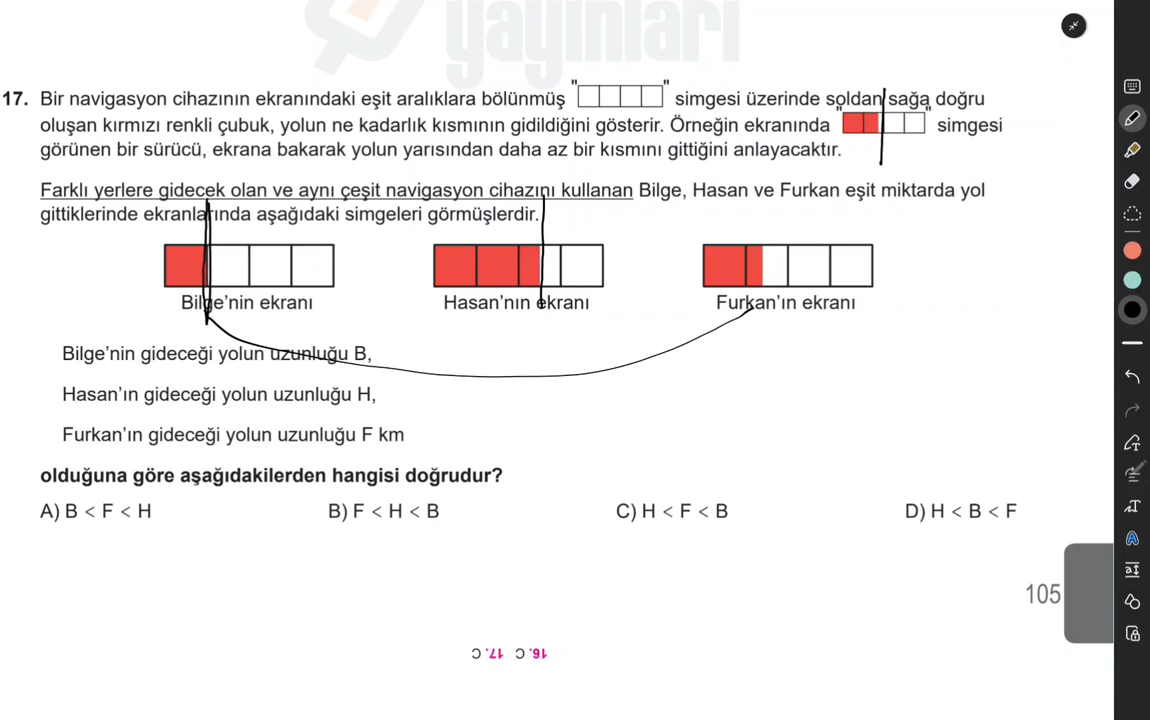 yayınları
17. Bir navigasyon cihazının ekranındaki eşit aralıklara bölünmüş " " simgesi üzerinde soldan sağa doğru
oluşan kırmızı renkli çubuk, yolun ne kadarlık kısmının gidildiğini gösterir. Örneğin ekranında " " simgesi
görünen bir sürücü, ekrana bakarak yolun yarısından daha az bir kısmını gittiğini anlayacaktır.
Farklı yerlere gidecek olan ve aynı çeşit navigasyon cihazını kullanan Bilge, Hasan ve Furkan eşit miktarda yol
gittiklerinde ekranlarında aşağıdaki simgeleri görmüşlerdir.
Bilge'nin ekranı Hasan'nın ekranı Furkan'ın ekranı
Bilge'nin gideceği yolun uzunluğu B,
Hasan'ın gideceği yolun uzunluğu H,
Furkan'ın gideceği yolun uzunluğu F km
olduğuna göre aşağıdakilerden hangisi doğrudur?
A) B < F < H B) F < H < B C) H < F < B D) H < B < F
105
16. C 17. C